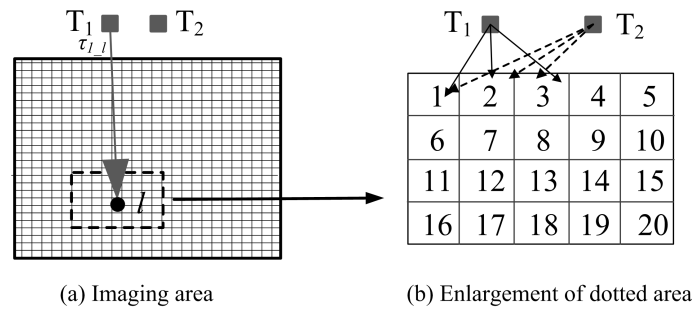 T1 T2
τ1_l
l
(a) Imaging area
T1 T2
1 2 3 4 5
6 7 8 9 10
11 12 13 14 15
16 17 18 19 20
(b) Enlargement of dotted area